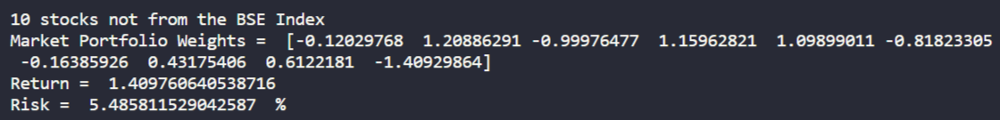 10 stocks not from the BSE Index
Market Portfolio Weights =  [-0.12029768  1.20886291 -0.99976477  1.15962821  1.09899011 -0.81823305
 -0.16385926  0.43175406  0.6122181  -1.40929864]
Return =  1.409760640538716
Risk =  5.485811529042587  %